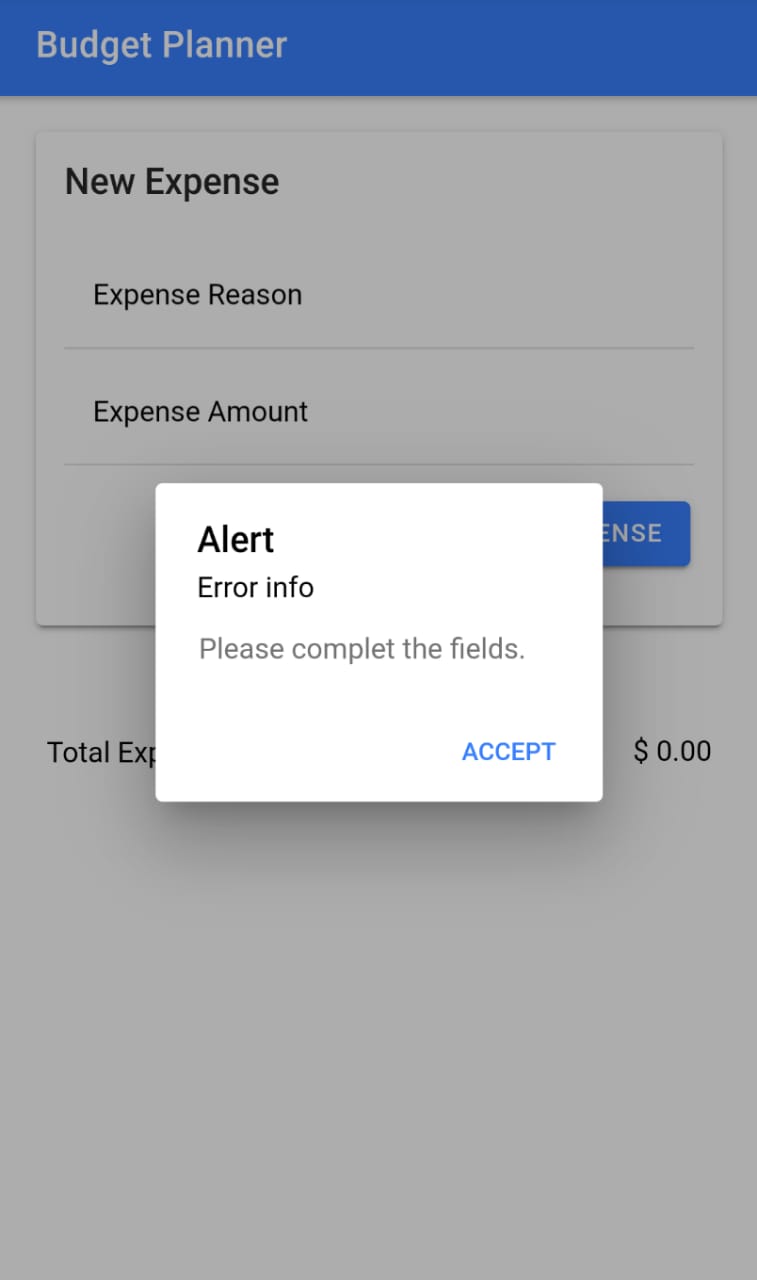 Budget Planner
New Expense
Expense Reason
Expense Amount
ENSE
Alert
Error info
Please complet the fields.
ACCEPT
Total Exp
$ 0.00